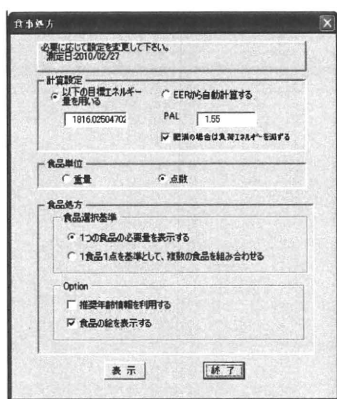 食事処方
必要に応じて設定を変更して下さい。
測定日:2010/02/27
計算設定
以下の目標エネルギー量を用いる
EERから自動計算する
1816.02504702
PAL 1.55
肥満の場合は負荷エネルギーを減ずる
食品単位
重量 点数
食品処方
食品選択基準
1つの食品の必要量を表示する
1食品1点を基準として、複数の食品を組み合わせる
Option
推奨年齢情報を利用する
食品の絵を表示する
表示 終了